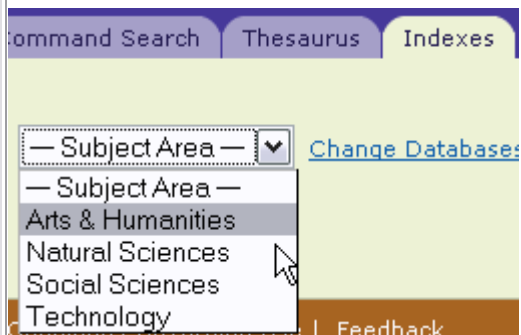 ommand Search Thesaurus Indexes
— Subject Area — Change Databases
— Subject Area —
Arts & Humanities
Natural Sciences
Social Sciences
Technology
| Feedback